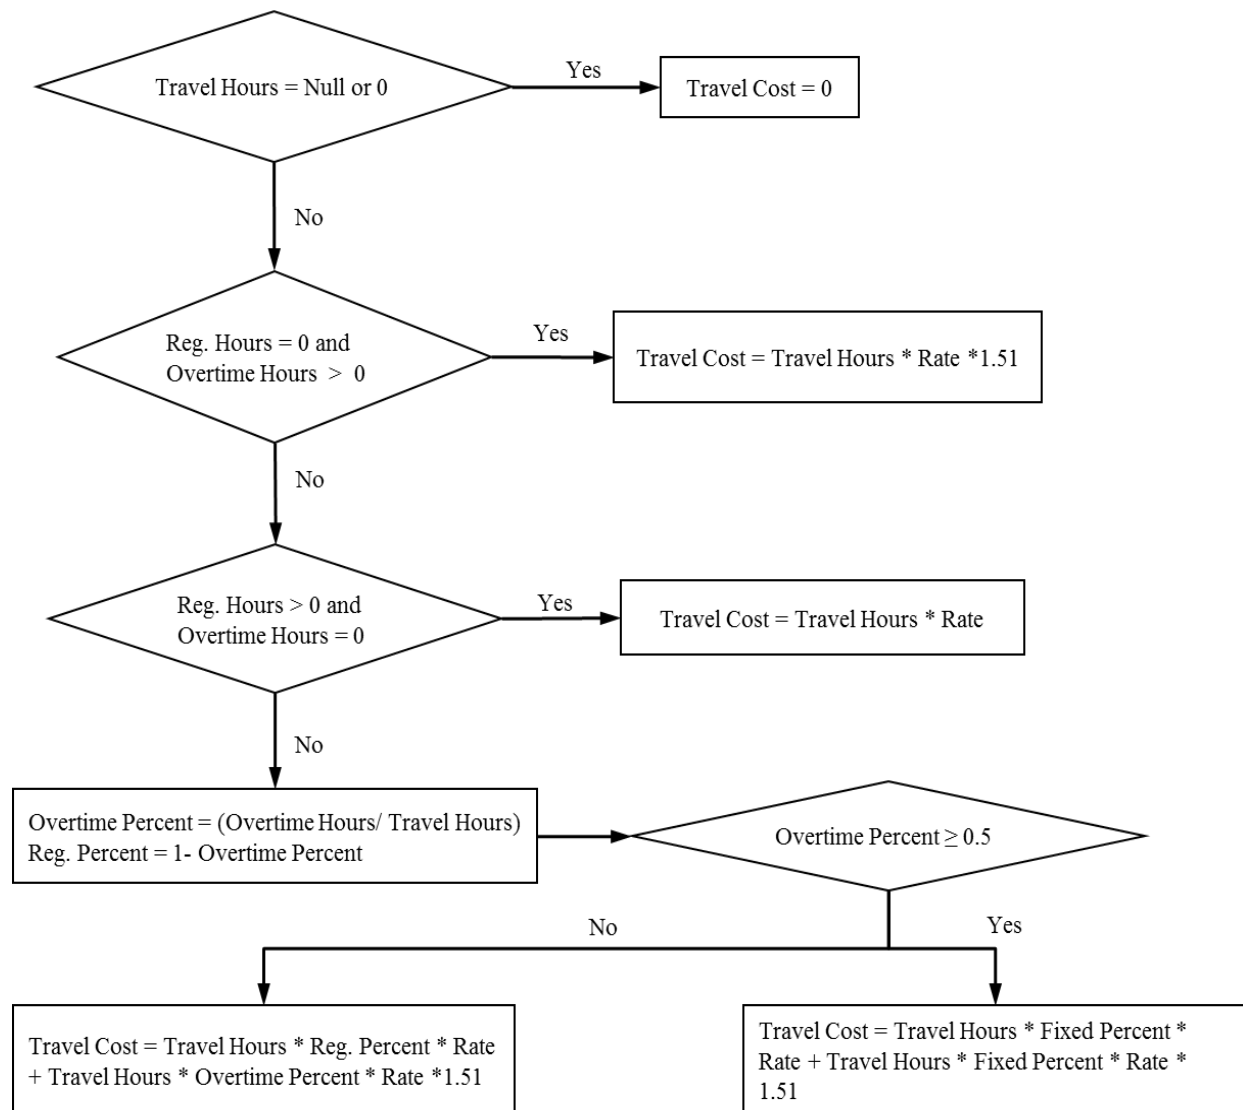 Travel Hours = Null or 0
Yes
Travel Cost = 0
No
Reg. Hours = 0 and
Overtime Hours > 0
Yes
Travel Cost = Travel Hours * Rate *1.51
No
Reg. Hours > 0 and
Overtime Hours = 0
Yes
Travel Cost = Travel Hours * Rate
No
Overtime Percent = (Overtime Hours/ Travel Hours)
Reg. Percent = 1- Overtime Percent
Overtime Percent ≥ 0.5
No
Yes
Travel Cost = Travel Hours * Reg. Percent * Rate
+ Travel Hours * Overtime Percent * Rate *1.51
Travel Cost = Travel Hours * Fixed Percent *
Rate + Travel Hours * Fixed Percent * Rate *
1.51